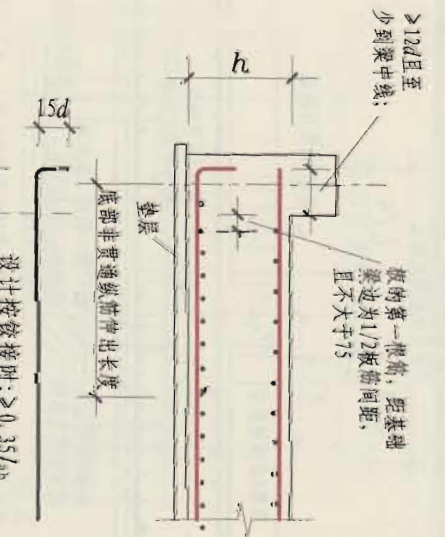 ≥12d且至
少到梁中线;
h
15d
板的第一根筋，距基础
梁边为1/2板筋间距，
且不大于75
垫层
底部非贯通纵筋伸出长度
设计按铰接时:≥0.35lab